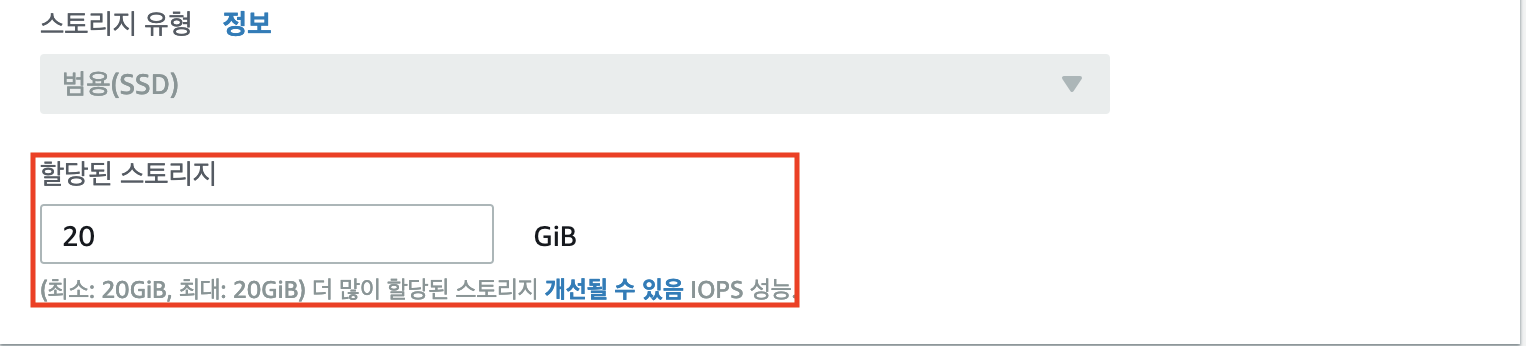 스토리지 유형 정보
범용(SSD)
할당된 스토리지
20 GiB
(최소: 20GiB, 최대: 20GiB) 더 많이 할당된 스토리지 개선될 수 있음 IOPS 성능.